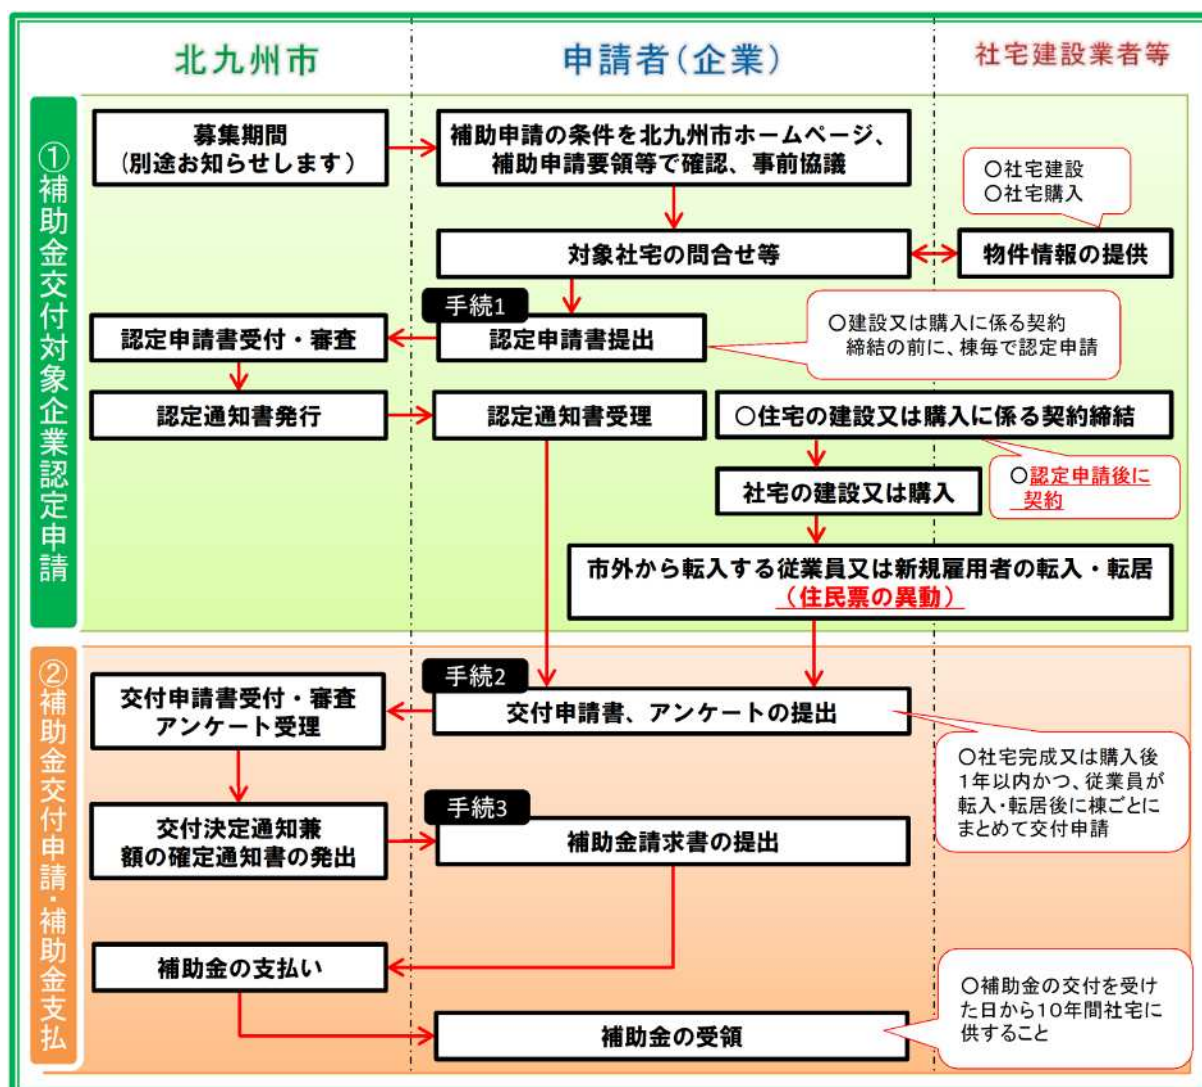 北九州市
申請者(企業)
社宅建設業者等
①補助金交付対象企業認定申請
募集期間
(別途お知らせします)
補助申請の条件を北九州市ホームページ、
補助申請要領等で確認、事前協議
〇社宅建設
〇社宅購入
対象社宅の問合せ等
物件情報の提供
手続1
認定申請書受付・審査
認定申請書提出
〇建設又は購入に係る契約
締結の前に、棟毎で認定申請
認定通知書発行
認定通知書受理
〇住宅の建設又は購入に係る契約締結
社宅の建設又は購入
〇認定申請後に
契約
市外から転入する従業員又は新規雇用者の転入・転居
(住民票の異動)
②補助金交付申請・補助金支払
手続2
交付申請書受付・審査
アンケート受理
交付申請書、アンケートの提出
〇社宅完成又は購入後
1年以内かつ、従業員が
転入・転居後に棟ごとに
まとめて交付申請
手続3
交付決定通知兼
額の確定通知書の発出
補助金請求書の提出
補助金の支払い
〇補助金の交付を受け
た日から10年間社宅に
供すること
補助金の受領